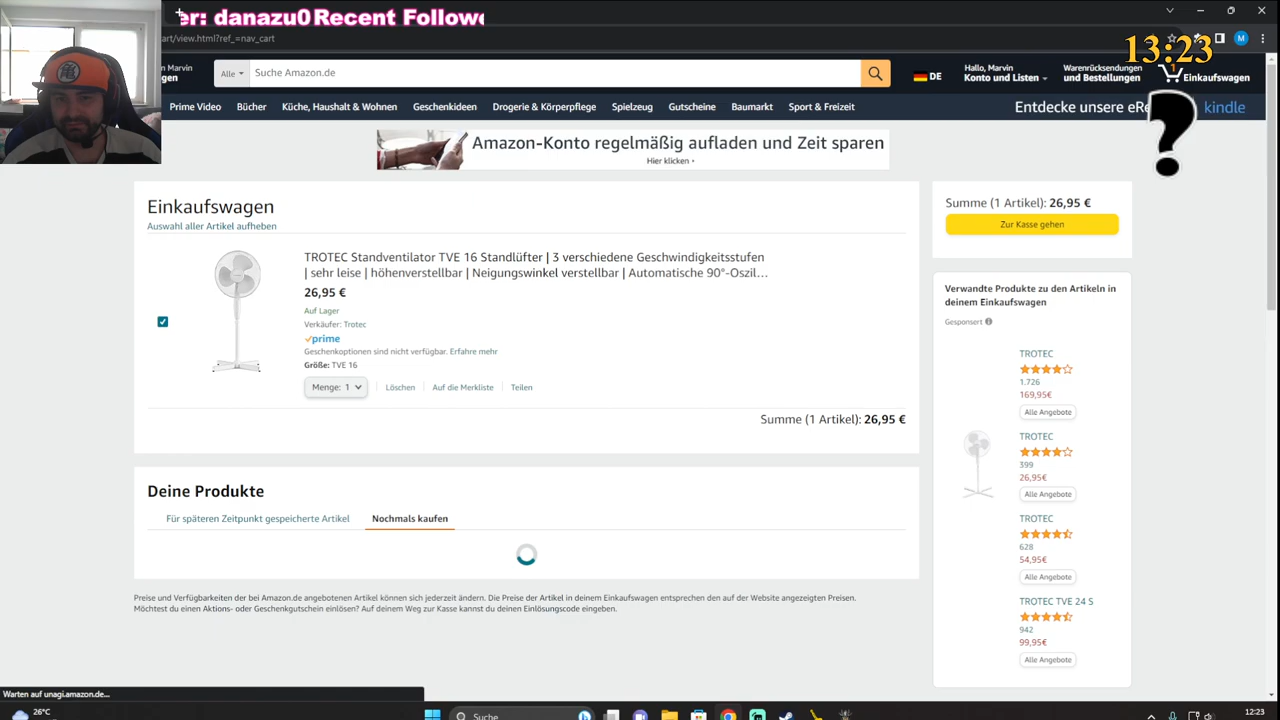 er: danazu0Recent Follow
art/view.html?ref_=nav_cart
13:23
n Marvin
gen
Alle
Suche Amazon.de
DE
Hallo, Marvin
Konto und Listen
Warenrücksendungen
und Bestellungen
1
Einkaufswagen
Prime Video
Bücher
Küche, Haushalt & Wohnen
Geschenkideen
Drogerie & Körperpflege
Spielzeug
Gutscheine
Baumarkt
Sport & Freizeit
Entdecke unsere eRe
kindle
Amazon-Konto regelmäßig aufladen und Zeit sparen
Hier klicken
?
Einkaufswagen
Auswahl aller Artikel aufheben
TROTEC Standventilator TVE 16 Standlüfter | 3 verschiedene Geschwindigkeitsstufen
| sehr leise | höhenverstellbar | Neigungswinkel verstellbar | Automatische 90°-Oszil…
26,95 €
Auf Lager
Verkäufer: Trotec
prime
Geschenkoptionen sind nicht verfügbar. Erfahre mehr
Größe: TVE 16
Menge: 1
Löschen
Auf die Merkliste
Teilen
Summe (1 Artikel): 26,95 €
Summe (1 Artikel): 26,95 €
Zur Kasse gehen
Verwandte Produkte zu den Artikeln in
deinem Einkaufswagen
Gesponsert
TROTEC
1.726
169,95€
Alle Angebote
TROTEC
399
26,95€
Alle Angebote
TROTEC
628
54,95€
Alle Angebote
TROTEC TVE 24 S
942
99,95€
Alle Angebote
Deine Produkte
Für späteren Zeitpunkt gespeicherte Artikel
Nochmals kaufen
Preise und Verfügbarkeiten der bei Amazon.de angebotenen Artikel können sich jederzeit ändern. Die Preise der Artikel in deinem Einkaufswagen entsprechen den auf der Website angezeigten Preisen.
Möchtest du einen Aktions- oder Geschenkgutschein einlösen? Auf deinem Weg zur Kasse kannst du deinen Einlösungscode eingeben.
Warten auf unagi.amazon.de...
26°C
Suche
12:23